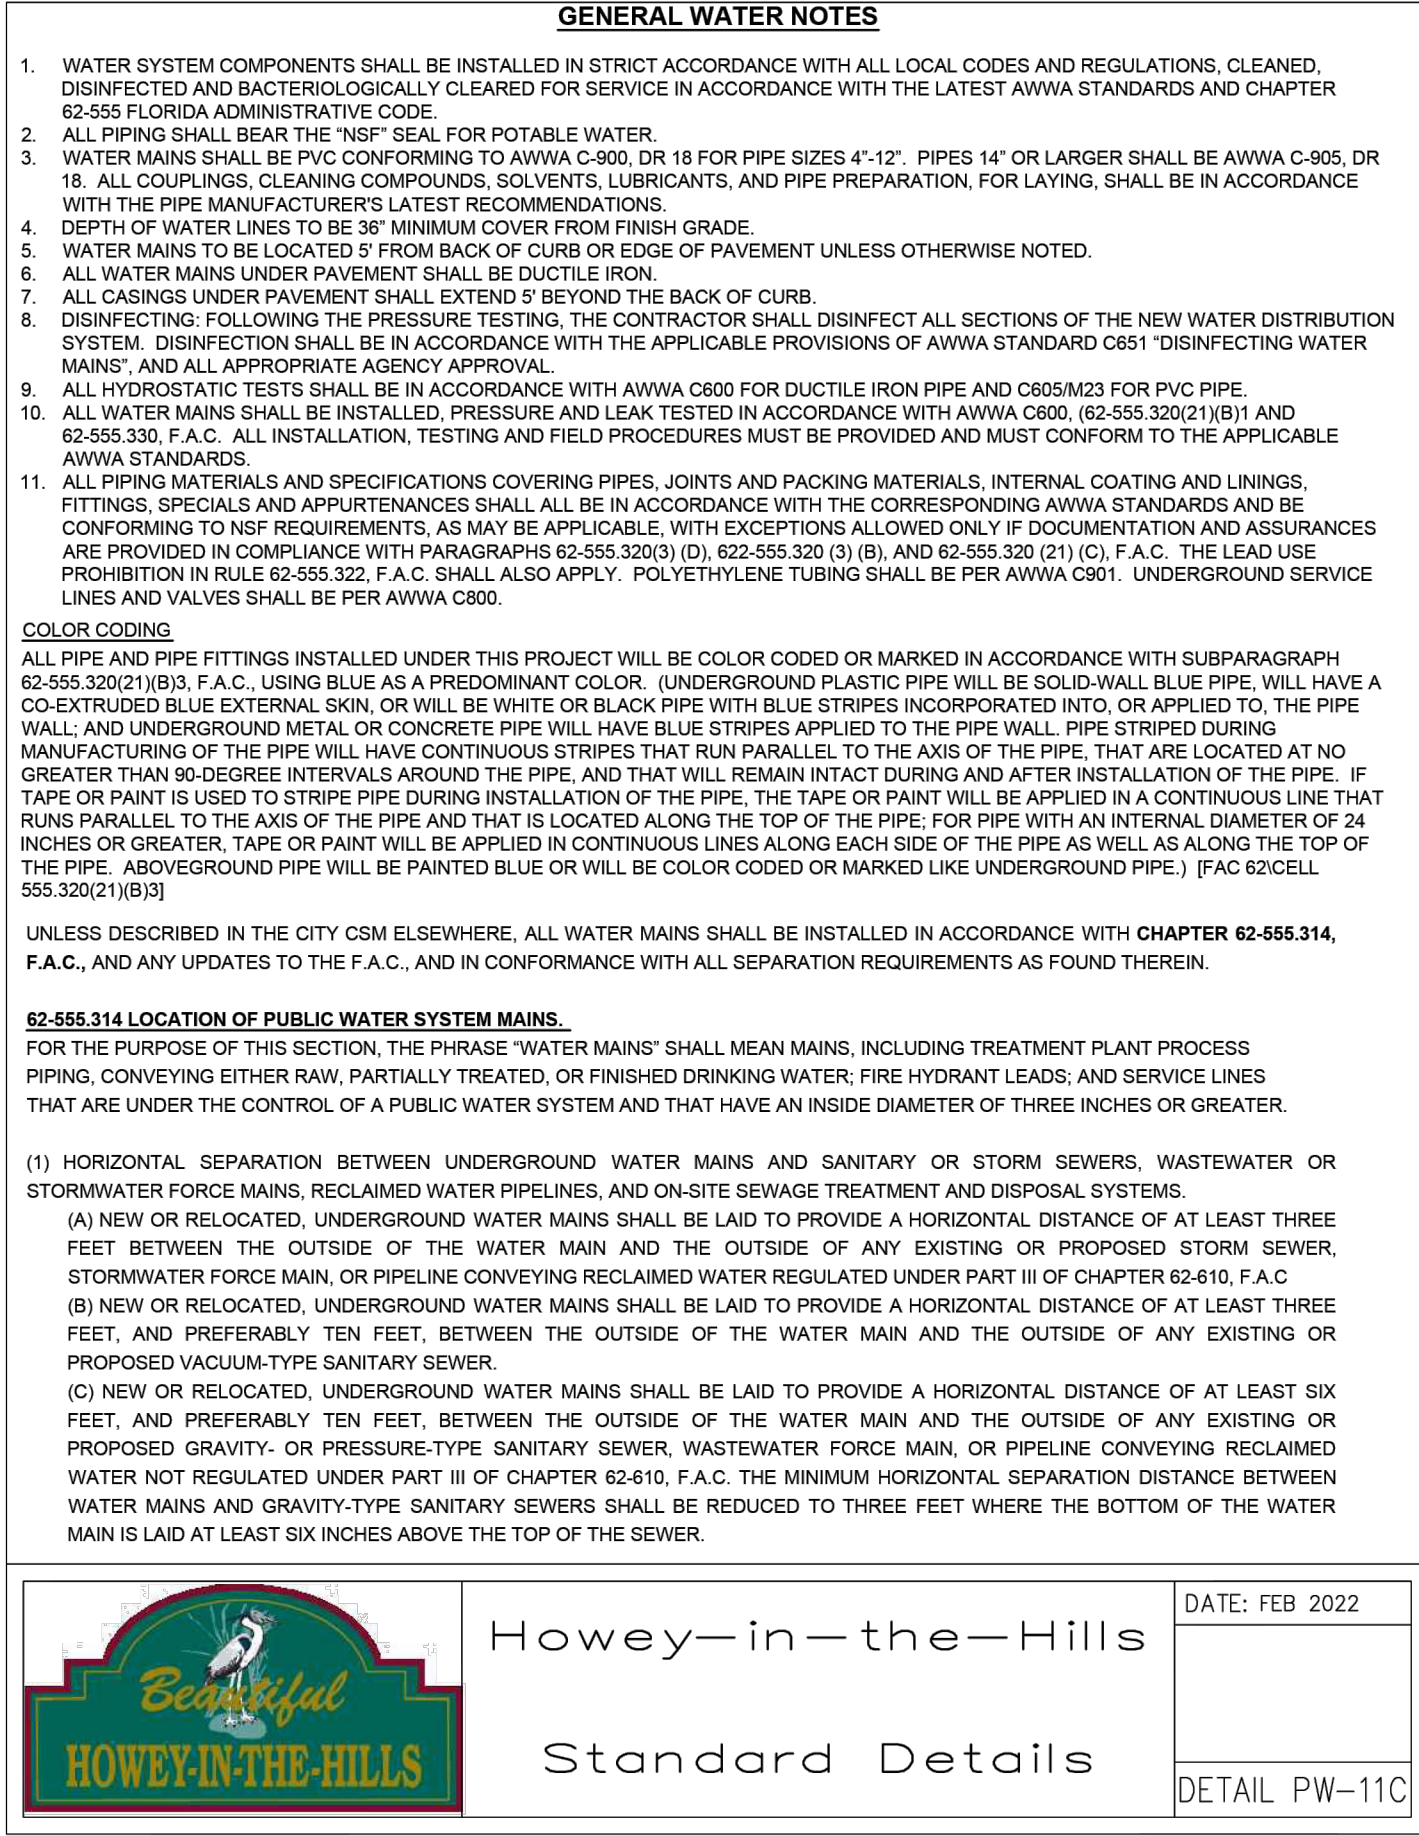 GENERAL WATER NOTES
1. WATER SYSTEM COMPONENTS SHALL BE INSTALLED IN STRICT ACCORDANCE WITH ALL LOCAL CODES AND REGULATIONS, CLEANED,
DISINFECTED AND BACTERIOLOGICALLY CLEARED FOR SERVICE IN ACCORDANCE WITH THE LATEST AWWA STANDARDS AND CHAPTER
62-555 FLORIDA ADMINISTRATIVE CODE.
2. ALL PIPING SHALL BEAR THE “NSF” SEAL FOR POTABLE WATER.
3. WATER MAINS SHALL BE PVC CONFORMING TO AWWA C-900, DR 18 FOR PIPE SIZES 4”-12”. PIPES 14” OR LARGER SHALL BE AWWA C-905, DR
18. ALL COUPLINGS, CLEANING COMPOUNDS, SOLVENTS, LUBRICANTS, AND PIPE PREPARATION, FOR LAYING, SHALL BE IN ACCORDANCE
WITH THE PIPE MANUFACTURER'S LATEST RECOMMENDATIONS.
4. DEPTH OF WATER LINES TO BE 36” MINIMUM COVER FROM FINISH GRADE.
5. WATER MAINS TO BE LOCATED 5' FROM BACK OF CURB OR EDGE OF PAVEMENT UNLESS OTHERWISE NOTED.
6. ALL WATER MAINS UNDER PAVEMENT SHALL BE DUCTILE IRON.
7. ALL CASINGS UNDER PAVEMENT SHALL EXTEND 5' BEYOND THE BACK OF CURB.
8. DISINFECTING: FOLLOWING THE PRESSURE TESTING, THE CONTRACTOR SHALL DISINFECT ALL SECTIONS OF THE NEW WATER DISTRIBUTION
SYSTEM. DISINFECTION SHALL BE IN ACCORDANCE WITH THE APPLICABLE PROVISIONS OF AWWA STANDARD C651 “DISINFECTING WATER
MAINS”, AND ALL APPROPRIATE AGENCY APPROVAL.
9. ALL HYDROSTATIC TESTS SHALL BE IN ACCORDANCE WITH AWWA C600 FOR DUCTILE IRON PIPE AND C605/M23 FOR PVC PIPE.
10. ALL WATER MAINS SHALL BE INSTALLED, PRESSURE AND LEAK TESTED IN ACCORDANCE WITH AWWA C600, (62-555.320(21)(B)1 AND
62-555.330, F.A.C. ALL INSTALLATION, TESTING AND FIELD PROCEDURES MUST BE PROVIDED AND MUST CONFORM TO THE APPLICABLE
AWWA STANDARDS.
11. ALL PIPING MATERIALS AND SPECIFICATIONS COVERING PIPES, JOINTS AND PACKING MATERIALS, INTERNAL COATING AND LININGS,
FITTINGS, SPECIALS AND APPURTENANCES SHALL ALL BE IN ACCORDANCE WITH THE CORRESPONDING AWWA STANDARDS AND BE
CONFORMING TO NSF REQUIREMENTS, AS MAY BE APPLICABLE, WITH EXCEPTIONS ALLOWED ONLY IF DOCUMENTATION AND ASSURANCES
ARE PROVIDED IN COMPLIANCE WITH PARAGRAPHS 62-555.320(3) (D), 622-555.320 (3) (B), AND 62-555.320 (21) (C), F.A.C. THE LEAD USE
PROHIBITION IN RULE 62-555.322, F.A.C. SHALL ALSO APPLY. POLYETHYLENE TUBING SHALL BE PER AWWA C901. UNDERGROUND SERVICE
LINES AND VALVES SHALL BE PER AWWA C800.
COLOR CODING
ALL PIPE AND PIPE FITTINGS INSTALLED UNDER THIS PROJECT WILL BE COLOR CODED OR MARKED IN ACCORDANCE WITH SUBPARAGRAPH
62-555.320(21)(B)3, F.A.C., USING BLUE AS A PREDOMINANT COLOR. (UNDERGROUND PLASTIC PIPE WILL BE SOLID-WALL BLUE PIPE, WILL HAVE A
CO-EXTRUDED BLUE EXTERNAL SKIN, OR WILL BE WHITE OR BLACK PIPE WITH BLUE STRIPES INCORPORATED INTO, OR APPLIED TO, THE PIPE
WALL; AND UNDERGROUND METAL OR CONCRETE PIPE WILL HAVE BLUE STRIPES APPLIED TO THE PIPE WALL. PIPE STRIPED DURING
MANUFACTURING OF THE PIPE WILL HAVE CONTINUOUS STRIPES THAT RUN PARALLEL TO THE AXIS OF THE PIPE, THAT ARE LOCATED AT NO
GREATER THAN 90-DEGREE INTERVALS AROUND THE PIPE, AND THAT WILL REMAIN INTACT DURING AND AFTER INSTALLATION OF THE PIPE. IF
TAPE OR PAINT IS USED TO STRIPE PIPE DURING INSTALLATION OF THE PIPE, THE TAPE OR PAINT WILL BE APPLIED IN A CONTINUOUS LINE THAT
RUNS PARALLEL TO THE AXIS OF THE PIPE AND THAT IS LOCATED ALONG THE TOP OF THE PIPE; FOR PIPE WITH AN INTERNAL DIAMETER OF 24
INCHES OR GREATER, TAPE OR PAINT WILL BE APPLIED IN CONTINUOUS LINES ALONG EACH SIDE OF THE PIPE AS WELL AS ALONG THE TOP OF
THE PIPE. ABOVEGROUND PIPE WILL BE PAINTED BLUE OR WILL BE COLOR CODED OR MARKED LIKE UNDERGROUND PIPE.) [FAC 62\CELL
555.320(21)(B)3]
UNLESS DESCRIBED IN THE CITY CSM ELSEWHERE, ALL WATER MAINS SHALL BE INSTALLED IN ACCORDANCE WITH CHAPTER 62-555.314,
F.A.C., AND ANY UPDATES TO THE F.A.C., AND IN CONFORMANCE WITH ALL SEPARATION REQUIREMENTS AS FOUND THEREIN.
62-555.314 LOCATION OF PUBLIC WATER SYSTEM MAINS.
FOR THE PURPOSE OF THIS SECTION, THE PHRASE “WATER MAINS” SHALL MEAN MAINS, INCLUDING TREATMENT PLANT PROCESS
PIPING, CONVEYING EITHER RAW, PARTIALLY TREATED, OR FINISHED DRINKING WATER; FIRE HYDRANT LEADS; AND SERVICE LINES
THAT ARE UNDER THE CONTROL OF A PUBLIC WATER SYSTEM AND THAT HAVE AN INSIDE DIAMETER OF THREE INCHES OR GREATER.
(1) HORIZONTAL SEPARATION BETWEEN UNDERGROUND WATER MAINS AND SANITARY OR STORM SEWERS, WASTEWATER OR
STORMWATER FORCE MAINS, RECLAIMED WATER PIPELINES, AND ON-SITE SEWAGE TREATMENT AND DISPOSAL SYSTEMS.
(A) NEW OR RELOCATED, UNDERGROUND WATER MAINS SHALL BE LAID TO PROVIDE A HORIZONTAL DISTANCE OF AT LEAST THREE
FEET BETWEEN THE OUTSIDE OF THE WATER MAIN AND THE OUTSIDE OF ANY EXISTING OR PROPOSED STORM SEWER,
STORMWATER FORCE MAIN, OR PIPELINE CONVEYING RECLAIMED WATER REGULATED UNDER PART III OF CHAPTER 62-610, F.A.C
(B) NEW OR RELOCATED, UNDERGROUND WATER MAINS SHALL BE LAID TO PROVIDE A HORIZONTAL DISTANCE OF AT LEAST THREE
FEET, AND PREFERABLY TEN FEET, BETWEEN THE OUTSIDE OF THE WATER MAIN AND THE OUTSIDE OF ANY EXISTING OR
PROPOSED VACUUM-TYPE SANITARY SEWER.
(C) NEW OR RELOCATED, UNDERGROUND WATER MAINS SHALL BE LAID TO PROVIDE A HORIZONTAL DISTANCE OF AT LEAST SIX
FEET, AND PREFERABLY TEN FEET, BETWEEN THE OUTSIDE OF THE WATER MAIN AND THE OUTSIDE OF ANY EXISTING OR
PROPOSED GRAVITY- OR PRESSURE-TYPE SANITARY SEWER, WASTEWATER FORCE MAIN, OR PIPELINE CONVEYING RECLAIMED
WATER NOT REGULATED UNDER PART III OF CHAPTER 62-610, F.A.C. THE MINIMUM HORIZONTAL SEPARATION DISTANCE BETWEEN
WATER MAINS AND GRAVITY-TYPE SANITARY SEWERS SHALL BE REDUCED TO THREE FEET WHERE THE BOTTOM OF THE WATER
MAIN IS LAID AT LEAST SIX INCHES ABOVE THE TOP OF THE SEWER.
Beautiful
HOWEY-IN-THE-HILLS
Howey-in-the-Hills
Standard Details
DATE: FEB 2022
DETAIL PW-11C